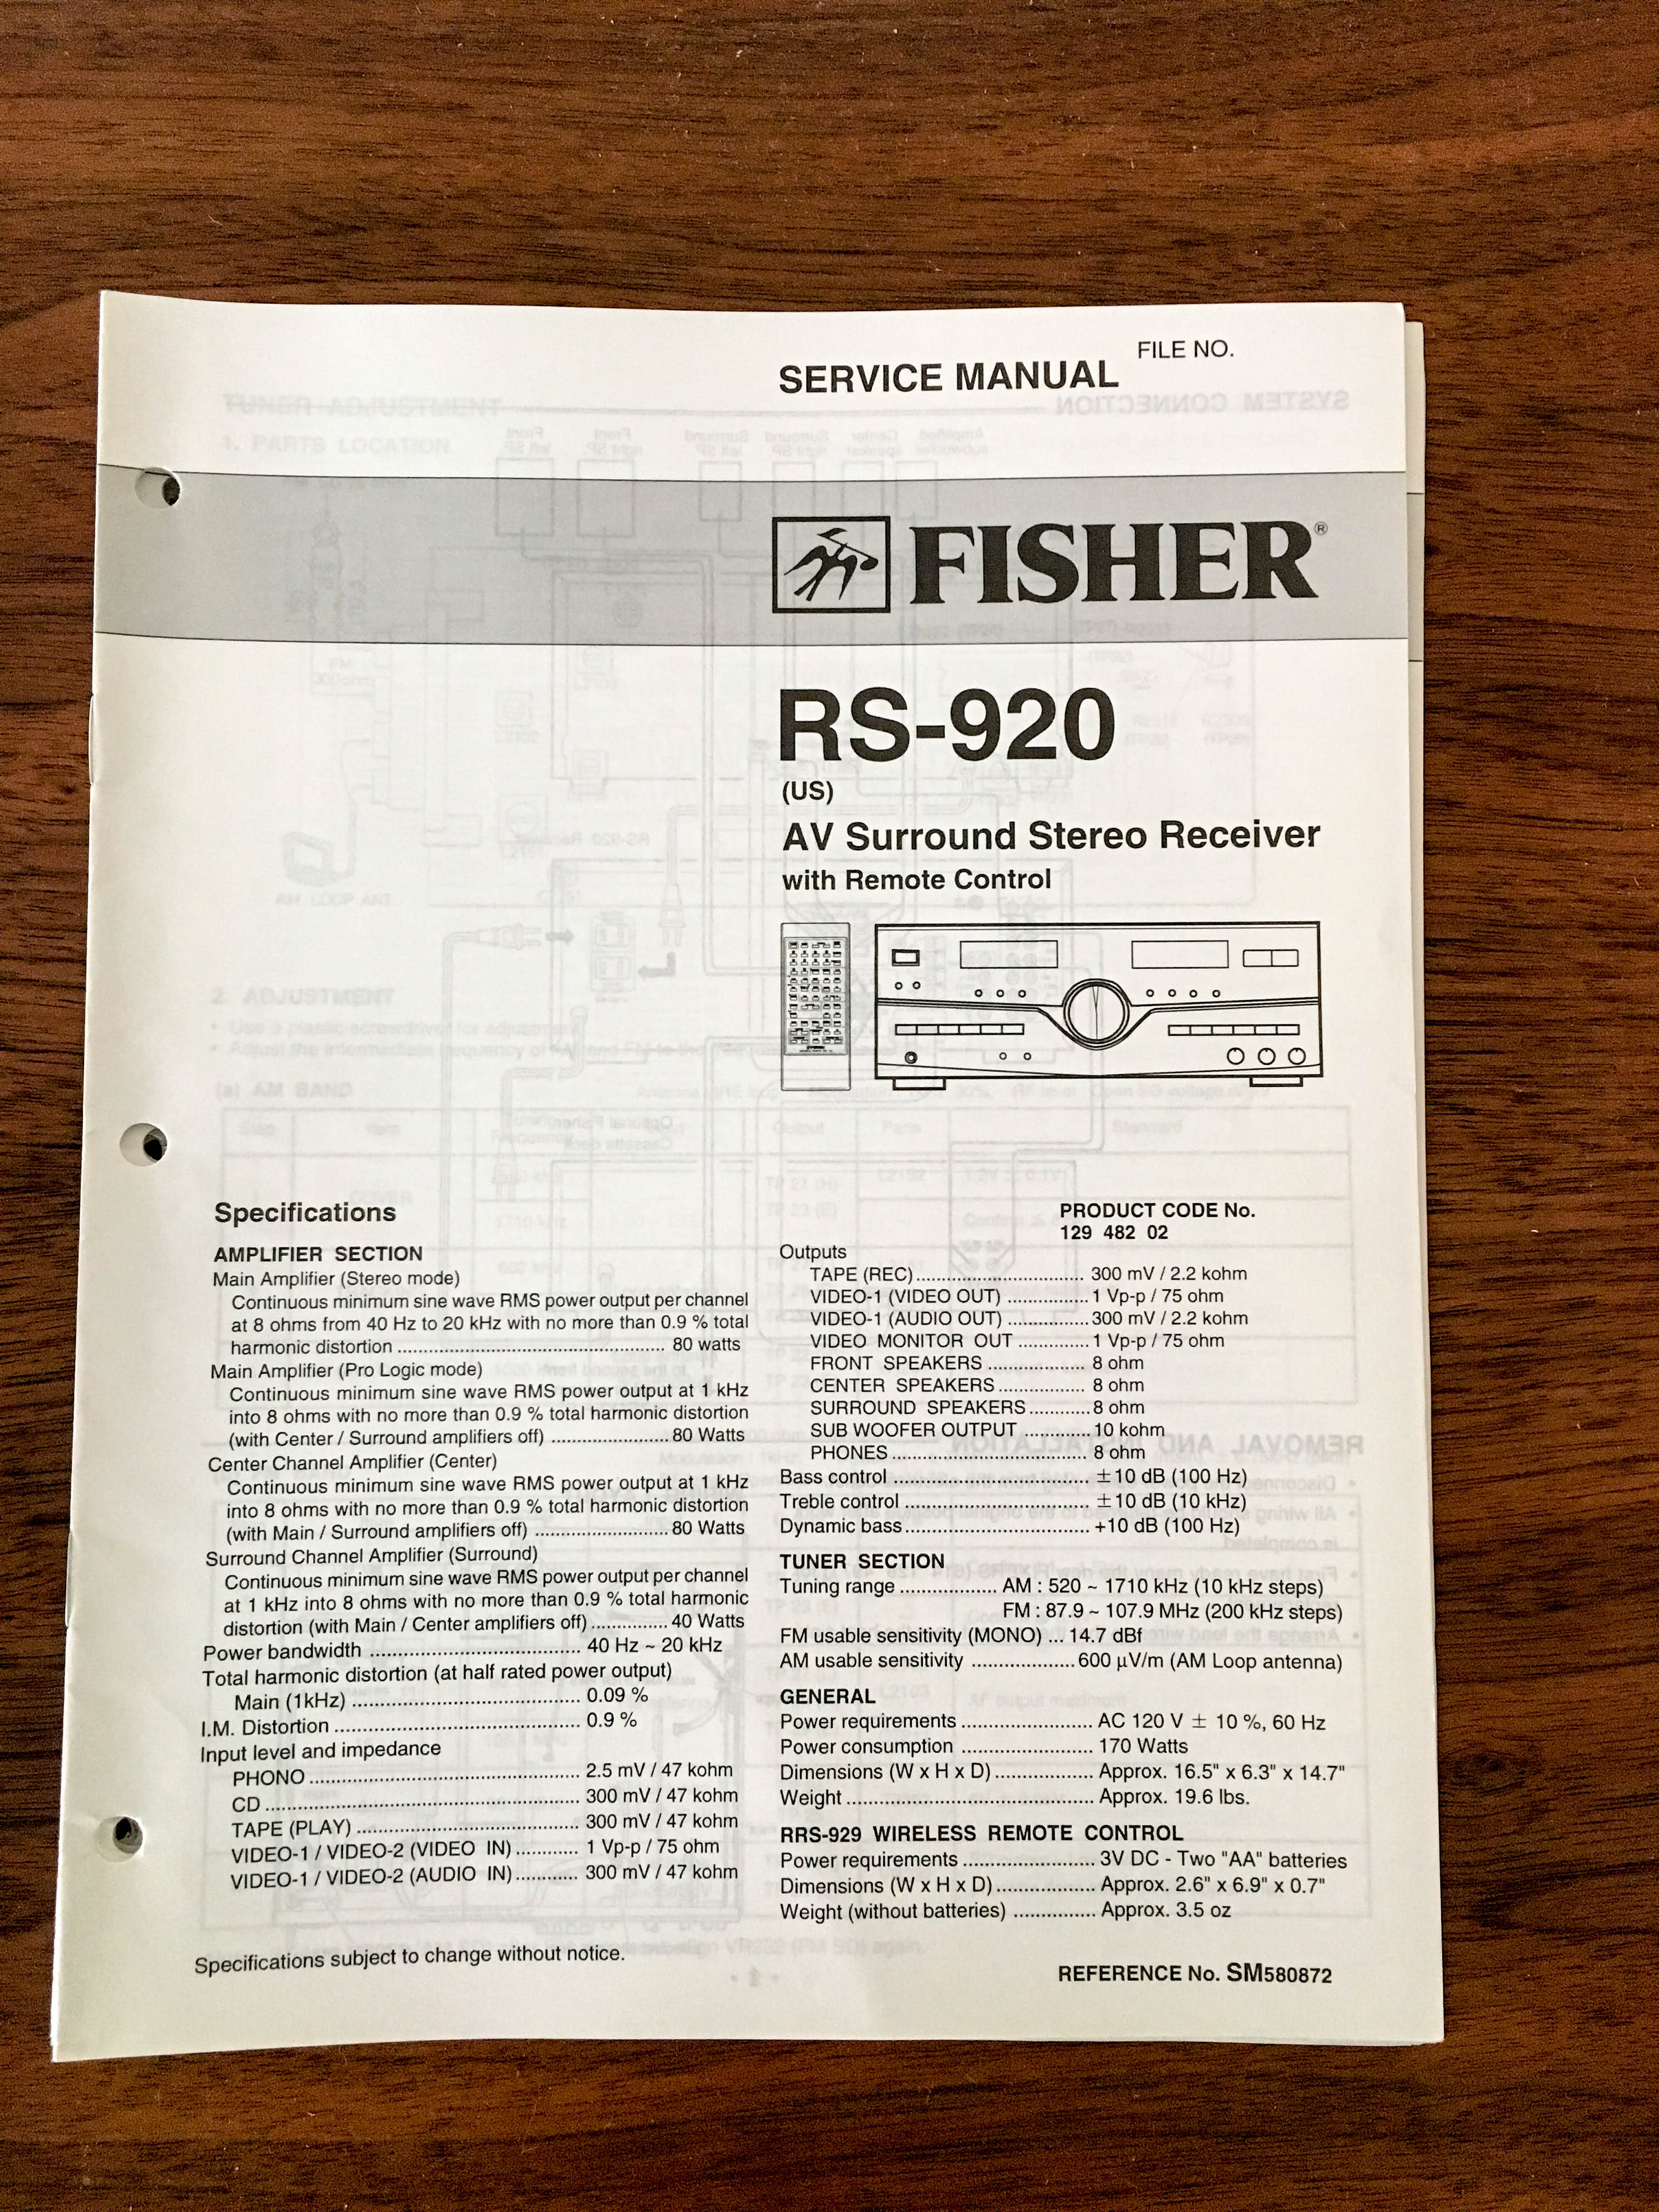 FILE NO.
SERVICE MANUAL
FISHER®
RS-920
(US)
AV Surround Stereo Receiver
with Remote Control
Specifications
AMPLIFIER SECTION
Main Amplifier (Stereo mode)
Continuous minimum sine wave RMS power output per channel
at 8 ohms from 40 Hz to 20 kHz with no more than 0.9 % total
harmonic distortion ................................................ 80 watts
Main Amplifier (Pro Logic mode)
Continuous minimum sine wave RMS power output at 1 kHz
into 8 ohms with no more than 0.9 % total harmonic distortion
(with Center / Surround amplifiers off) ..................... 80 Watts
Center Channel Amplifier (Center)
Continuous minimum sine wave RMS power output at 1 kHz
into 8 ohms with no more than 0.9 % total harmonic distortion
(with Main / Surround amplifiers off) ........................ 80 Watts
Surround Channel Amplifier (Surround)
Continuous minimum sine wave RMS power output per channel
at 1 kHz into 8 ohms with no more than 0.9 % total harmonic
distortion (with Main / Center amplifiers off) .............. 40 Watts
Power bandwidth ...................................... 40 Hz ~ 20 kHz
Total harmonic distortion (at half rated power output)
Main (1kHz) ......................................... 0.09 %
I.M. Distortion ............................................ 0.9 %
Input level and impedance
PHONO ................................................ 2.5 mV / 47 kohm
CD ........................................................ 300 mV / 47 kohm
TAPE (PLAY) ........................................ 300 mV / 47 kohm
VIDEO-1 / VIDEO-2 (VIDEO IN) ............ 1 Vp-p / 75 ohm
VIDEO-1 / VIDEO-2 (AUDIO IN) ............ 300 mV / 47 kohm
Specifications subject to change without notice.
PRODUCT CODE No.
129 482 02
Outputs
TAPE (REC) .................................. 300 mV / 2.2 kohm
VIDEO-1 (VIDEO OUT) ................ 1 Vp-p / 75 ohm
VIDEO-1 (AUDIO OUT) ................ 300 mV / 2.2 kohm
VIDEO MONITOR OUT .............. 1 Vp-p / 75 ohm
FRONT SPEAKERS ................... 8 ohm
CENTER SPEAKERS ................. 8 ohm
SURROUND SPEAKERS ............ 8 ohm
SUB WOOFER OUTPUT ............. 10 kohm
PHONES ....................................... 8 ohm
Bass control ........................................ ±10 dB (100 Hz)
Treble control ..................................... ±10 dB (10 kHz)
Dynamic bass ..................................... +10 dB (100 Hz)
TUNER SECTION
Tuning range ................... AM : 520 ~ 1710 kHz (10 kHz steps)
FM : 87.9 ~ 107.9 MHz (200 kHz steps)
FM usable sensitivity (MONO) ... 14.7 dBf
AM usable sensitivity .................... 600 µV/m (AM Loop antenna)
GENERAL
Power requirements .......................... AC 120 V ± 10 %, 60 Hz
Power consumption .......................... 170 Watts
Dimensions (W x H x D) ................... Approx. 16.5" x 6.3" x 14.7"
Weight ................................................. Approx. 19.6 lbs.
RRS-929 WIRELESS REMOTE CONTROL
Power requirements .......................... 3V DC - Two "AA" batteries
Dimensions (W x H x D) ................... Approx. 2.6" x 6.9" x 0.7"
Weight (without batteries) ................ Approx. 3.5 oz
REFERENCE No. SM580872